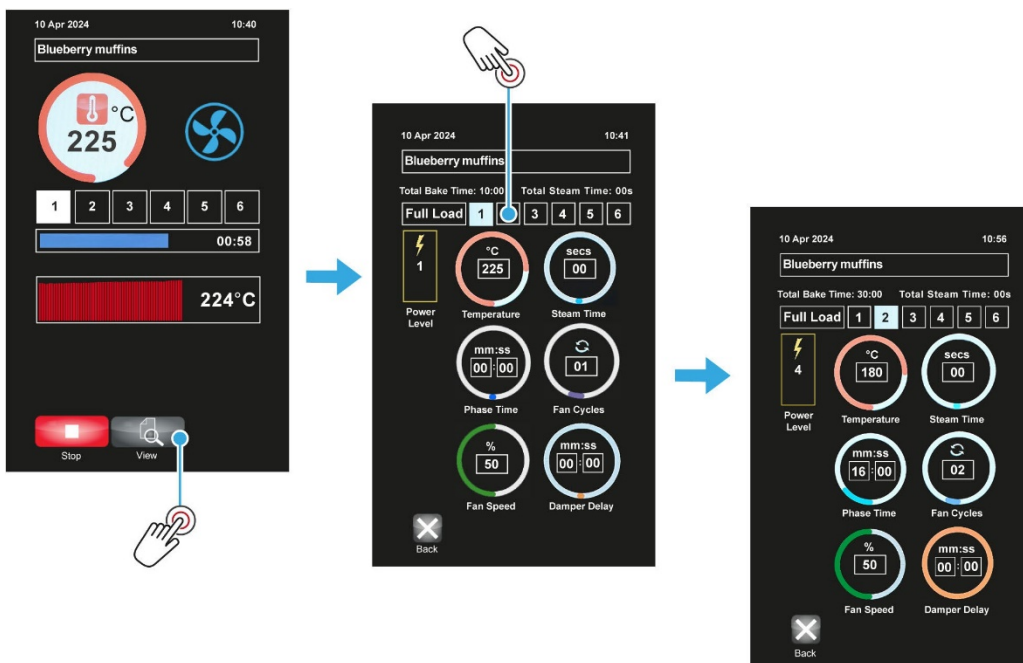 10 Apr 2024 10:40
Blueberry muffins
°C
225
1 2 3 4 5 6
00:58
224°C
Stop View
10 Apr 2024 10:41
Blueberry muffins
Total Bake Time: 10:00 Total Steam Time: 00s
Full Load 1 3 4 5 6
1
Power
Level
°C
225
Temperature
secs
00
Steam Time
mm:ss
00:00
Phase Time
01
Fan Cycles
%
50
Fan Speed
mm:ss
00:00
Damper Delay
Back
10 Apr 2024 10:56
Blueberry muffins
Total Bake Time: 30:00 Total Steam Time: 00s
Full Load 1 2 3 4 5 6
4
Power
Level
°C
180
Temperature
secs
00
Steam Time
mm:ss
16:00
Phase Time
02
Fan Cycles
%
50
Fan Speed
mm:ss
00:00
Damper Delay
Back